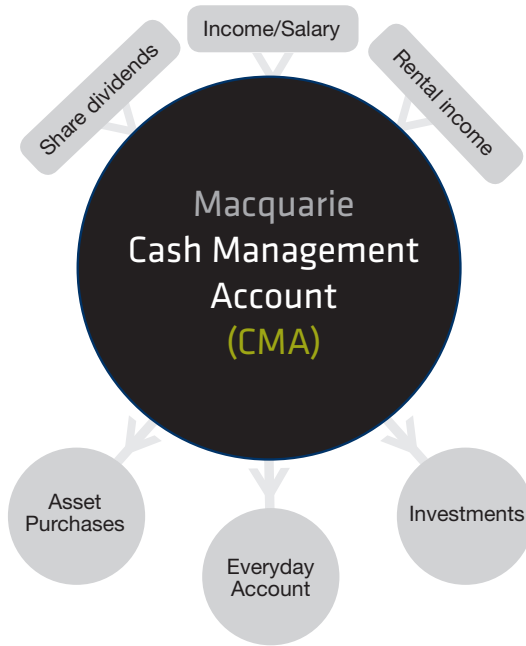 Income/Salary
Share dividends
Rental income
Macquarie
Cash Management
Account
(CMA)
Asset
Purchases
Everyday
Account
Investments